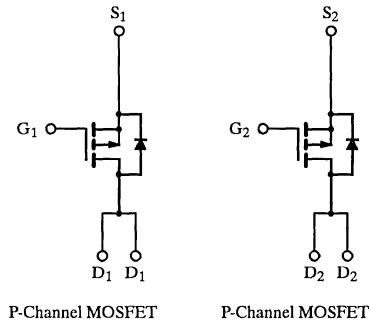 S1 S2
G1 G2
D1 D1 D2 D2
P-Channel MOSFET P-Channel MOSFET